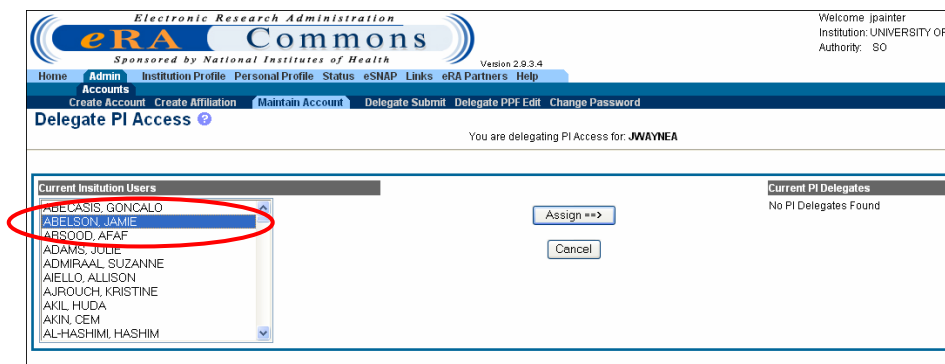 Electronic Research Administration
eRA Commons
Sponsored by National Institutes of Health
Version 2.9.3.4
Welcome jpainter
Institution: UNIVERSITY OF
Authority: SO
Home Admin Institution Profile Personal Profile Status eSNAP Links eRA Partners Help
Accounts
Create Account Create Affiliation Maintain Account Delegate Submit Delegate PPF Edit Change Password
Delegate PI Access ?
You are delegating PI Access for: JWAYNEA
Current Insitution Users
Current PI Delegates
ABECASIS, GONCALO
No PI Delegates Found
ABELSON, JAMIE
Assign ==>
ABSOOD, AFAF
ADAMS, JULIE
Cancel
ADMIRAAL, SUZANNE
AIELLO, ALLISON
AJROUCH, KRISTINE
AKIL, HUDA
AKIN, CEM
AL-HASHIMI, HASHIM